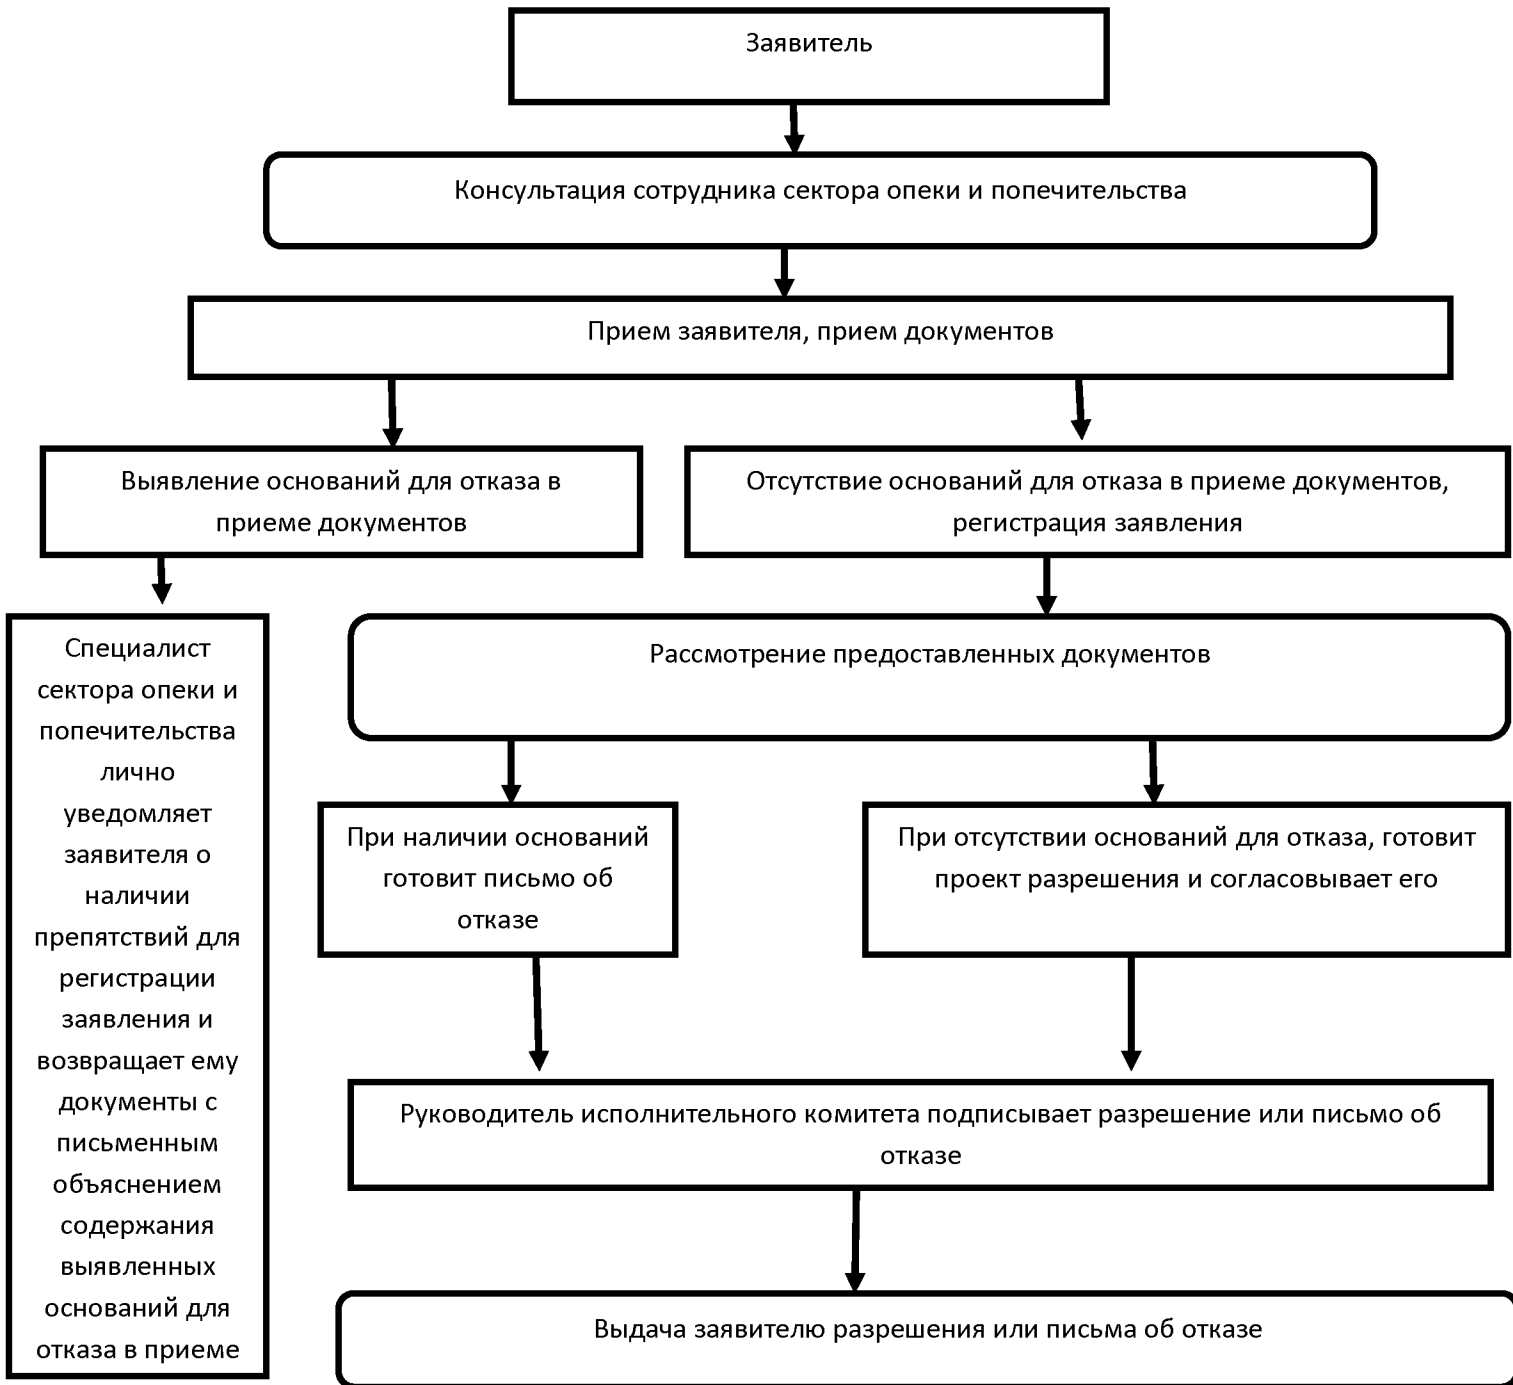 Заявитель
Консультация сотрудника сектора опеки и попечительства
Прием заявителя, прием документов
Выявление оснований для отказа в
приеме документов
Отсутствие оснований для отказа в приеме документов,
регистрация заявления
Специалист
сектора опеки и
попечительства
лично
уведомляет
заявителя о
наличии
препятствий для
регистрации
заявления и
возвращает ему
документы с
письменным
объяснением
содержания
выявленных
оснований для
отказа в приеме
Рассмотрение предоставленных документов
При наличии оснований
готовит письмо об
отказе
При отсутствии оснований для отказа, готовит
проект разрешения и согласовывает его
Руководитель исполнительного комитета подписывает разрешение или письмо об
отказе
Выдача заявителю разрешения или письма об отказе